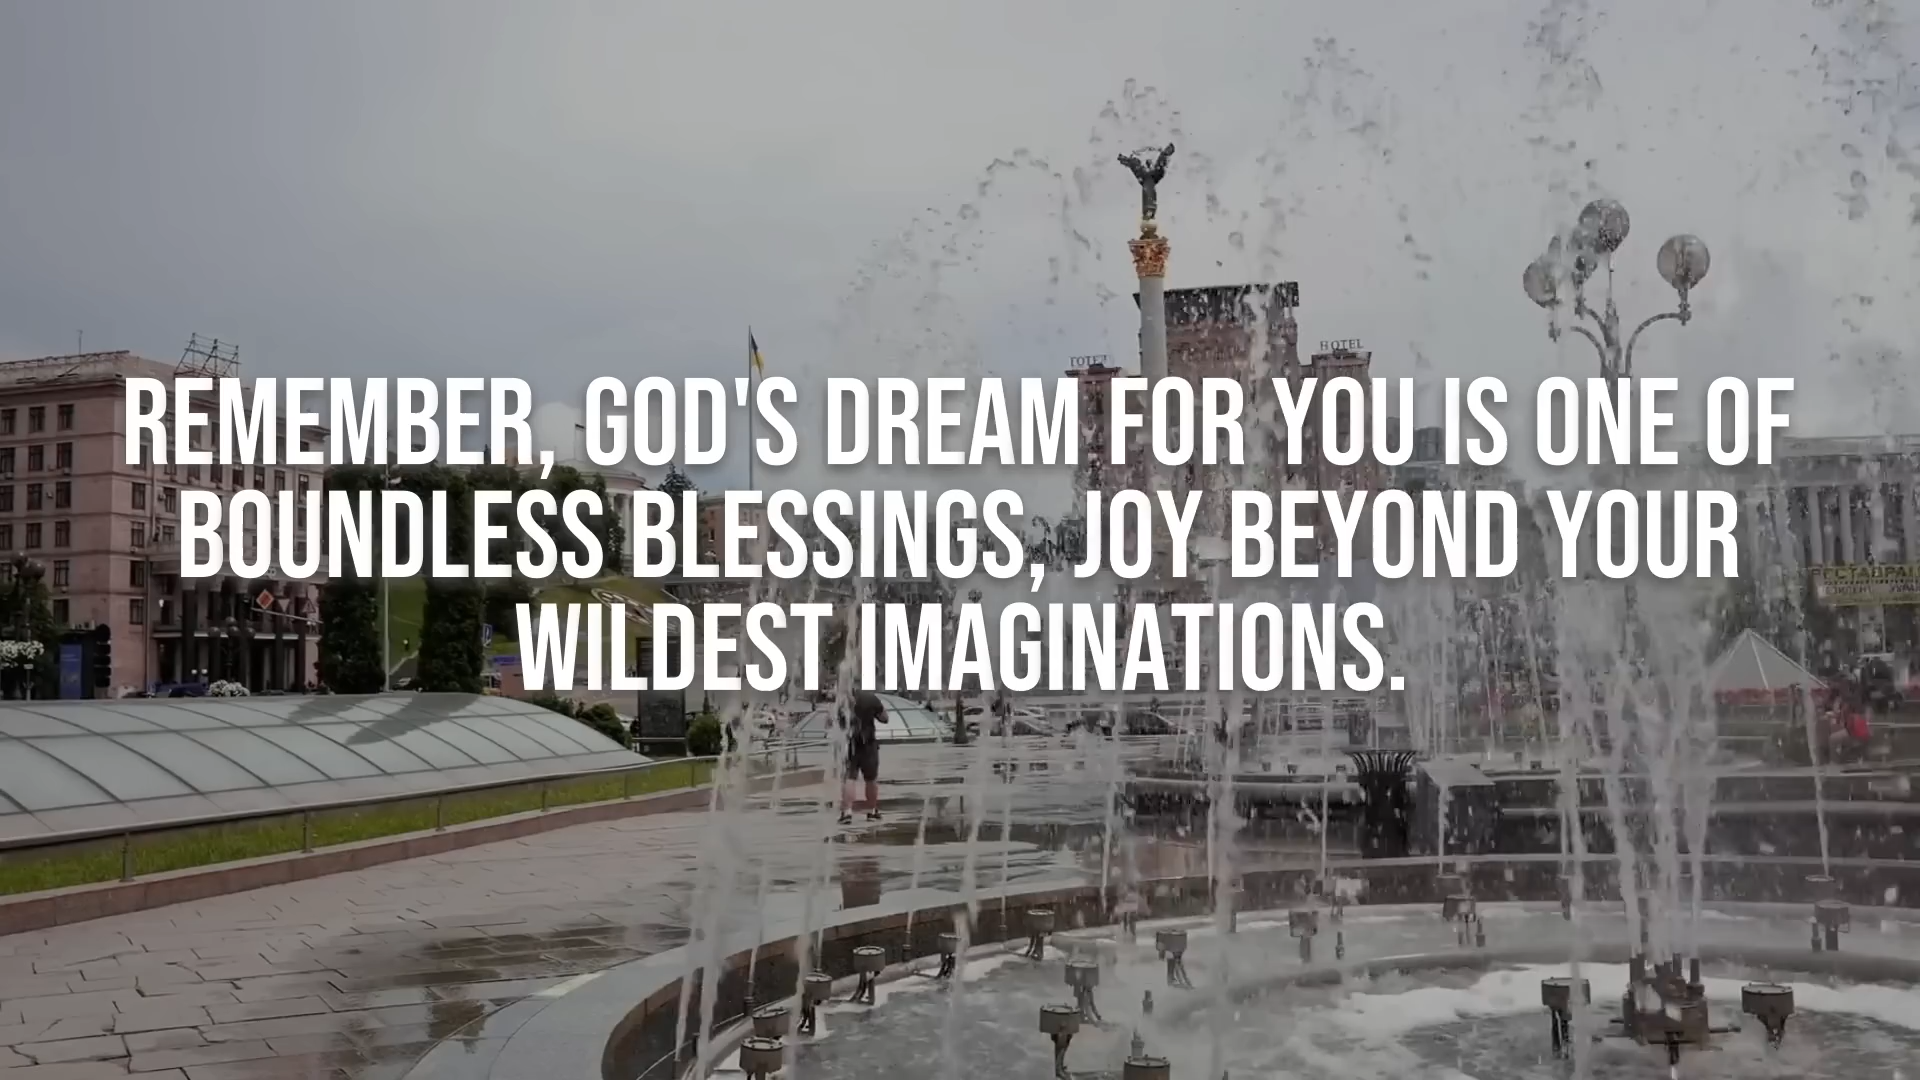 HOTEL
REMEMBER, GOD'S DREAM FOR YOU IS ONE OF
BOUNDLESS BLESSINGS, JOY BEYOND YOUR
WILDEST IMAGINATIONS.